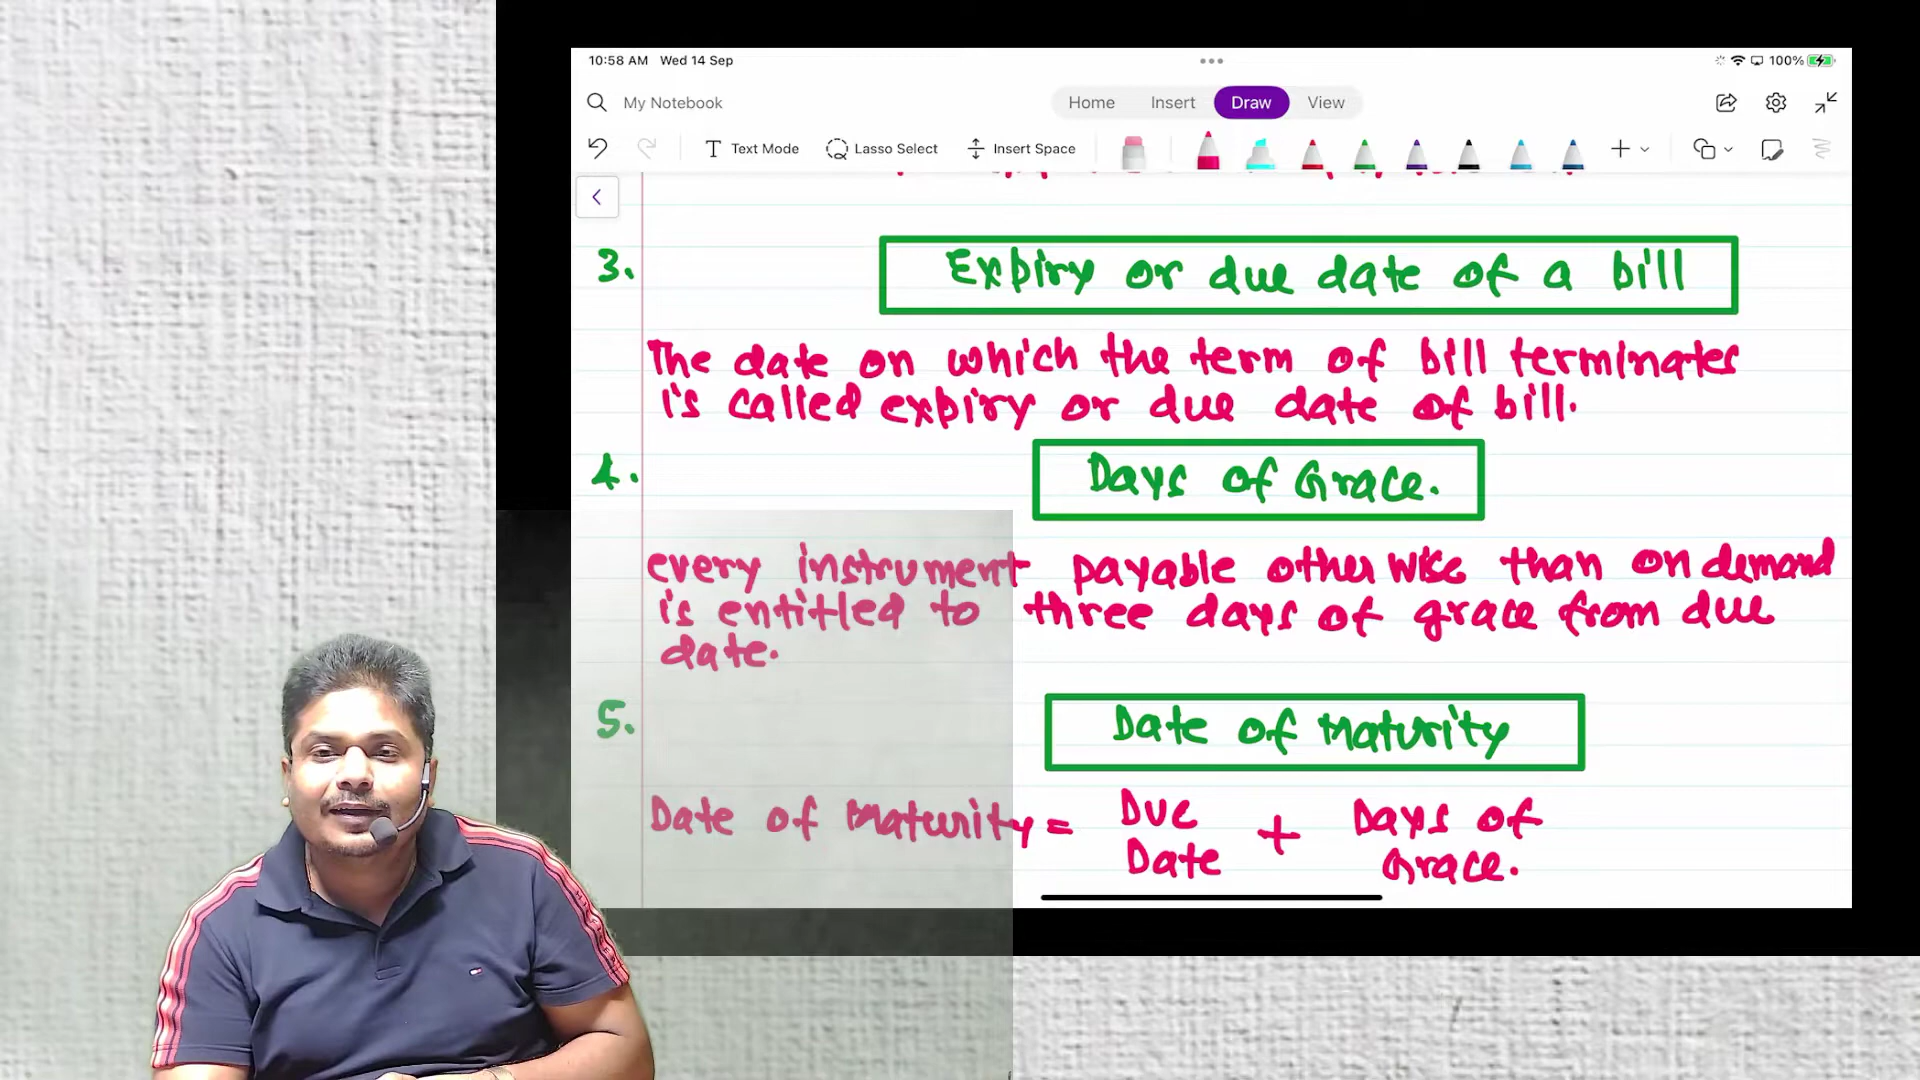 10:58 AM Wed 14 Sep
100%
My Notebook
Home Insert Draw View
Text Mode Lasso Select Insert Space
3. Expiry or due date of a bill
The date on which the term of bill terminates
is called expiry or due date of bill.
4. Days of Grace.
every instrument payable otherwise than on demand
is entitled to three days of grace from due
date.
5. Date of Maturity
Date of Maturity = Due Date + Days of Grace.